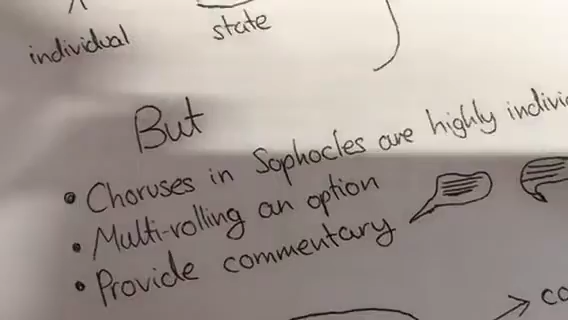 individual
state
But
• Choruses in Sophocles are highly
• Multi-rolling an option
• Provide commentary